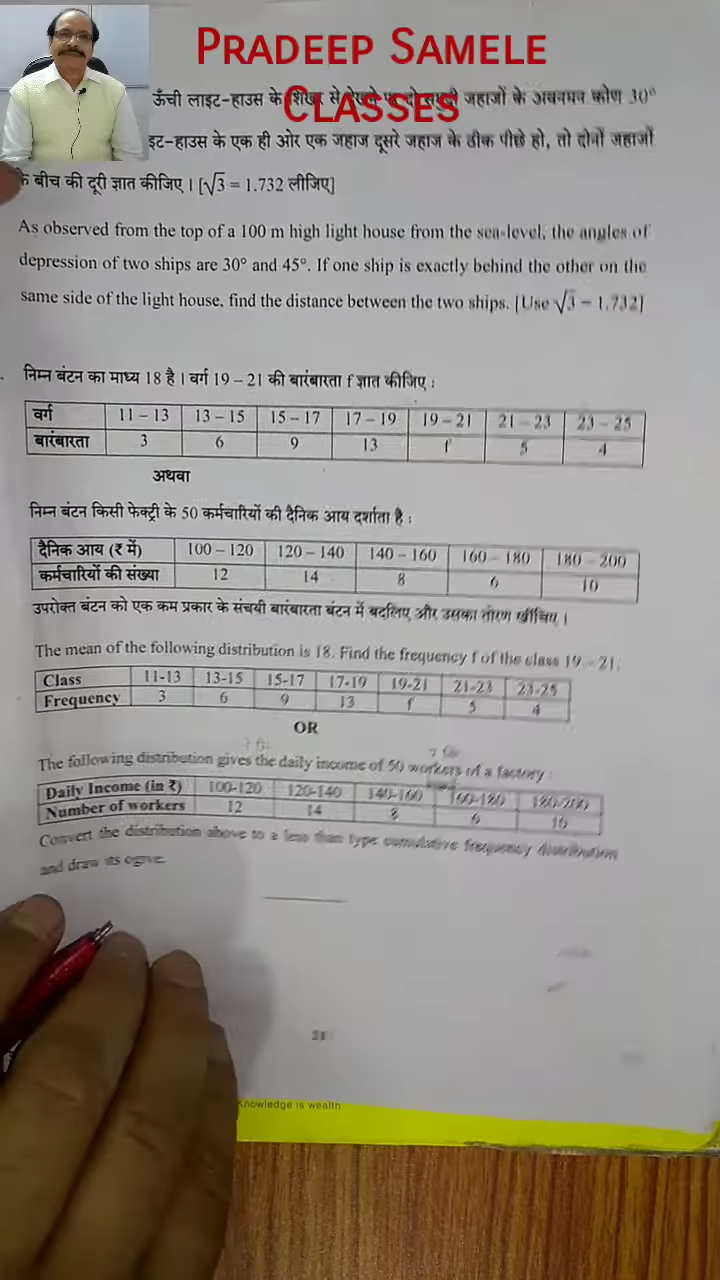 PRADEEP SAMELE
CLASSES
ऊँची लाइट-हाउस के शिखर से देखने पर दो समुद्री जहाजों के अवनमन कोण 30°
इट-हाउस के एक ही ओर एक जहाज दूसरे जहाज के ठीक पीछे हो, तो दोनों जहाजों
के बीच की दूरी ज्ञात कीजिए । [√3 = 1.732 लीजिए]
As observed from the top of a 100 m high light house from the sea-level, the angles of
depression of two ships are 30° and 45°. If one ship is exactly behind the other on the
same side of the light house, find the distance between the two ships. [Use √3 = 1.732]
निम्न बंटन का माध्य 18 है । वर्ग 19 – 21 की बारंबारता f ज्ञात कीजिए :
वर्ग 11 – 13 13 – 15 15 – 17 17 – 19 19 – 21 21 – 23 23 – 25
बारंबारता 3 6 9 13 f 5 4
अथवा
निम्न बंटन किसी फेक्ट्री के 50 कर्मचारियों की दैनिक आय दर्शाता है :
दैनिक आय (₹ में) 100 – 120 120 – 140 140 – 160 160 – 180 180 – 200
कर्मचारियों की संख्या 12 14 8 6 10
उपरोक्त बंटन को एक कम प्रकार के संचयी बारंबारता बंटन में बदलिए और उसका तोरण खींचिए ।
The mean of the following distribution is 18. Find the frequency f of the class 19 – 21.
Class 11-13 13-15 15-17 17-19 19-21 21-23 23-25
Frequency 3 6 9 13 f 5 4
OR
The following distribution gives the daily income of 50 workers of a factory :
Daily Income (in ₹) 100-120 120-140 140-160 160-180 180-200
Number of workers 12 14 8 6 10
Convert the distribution above to a less than type cumulative frequency distribution
and draw its ogive.
Knowledge is wealth